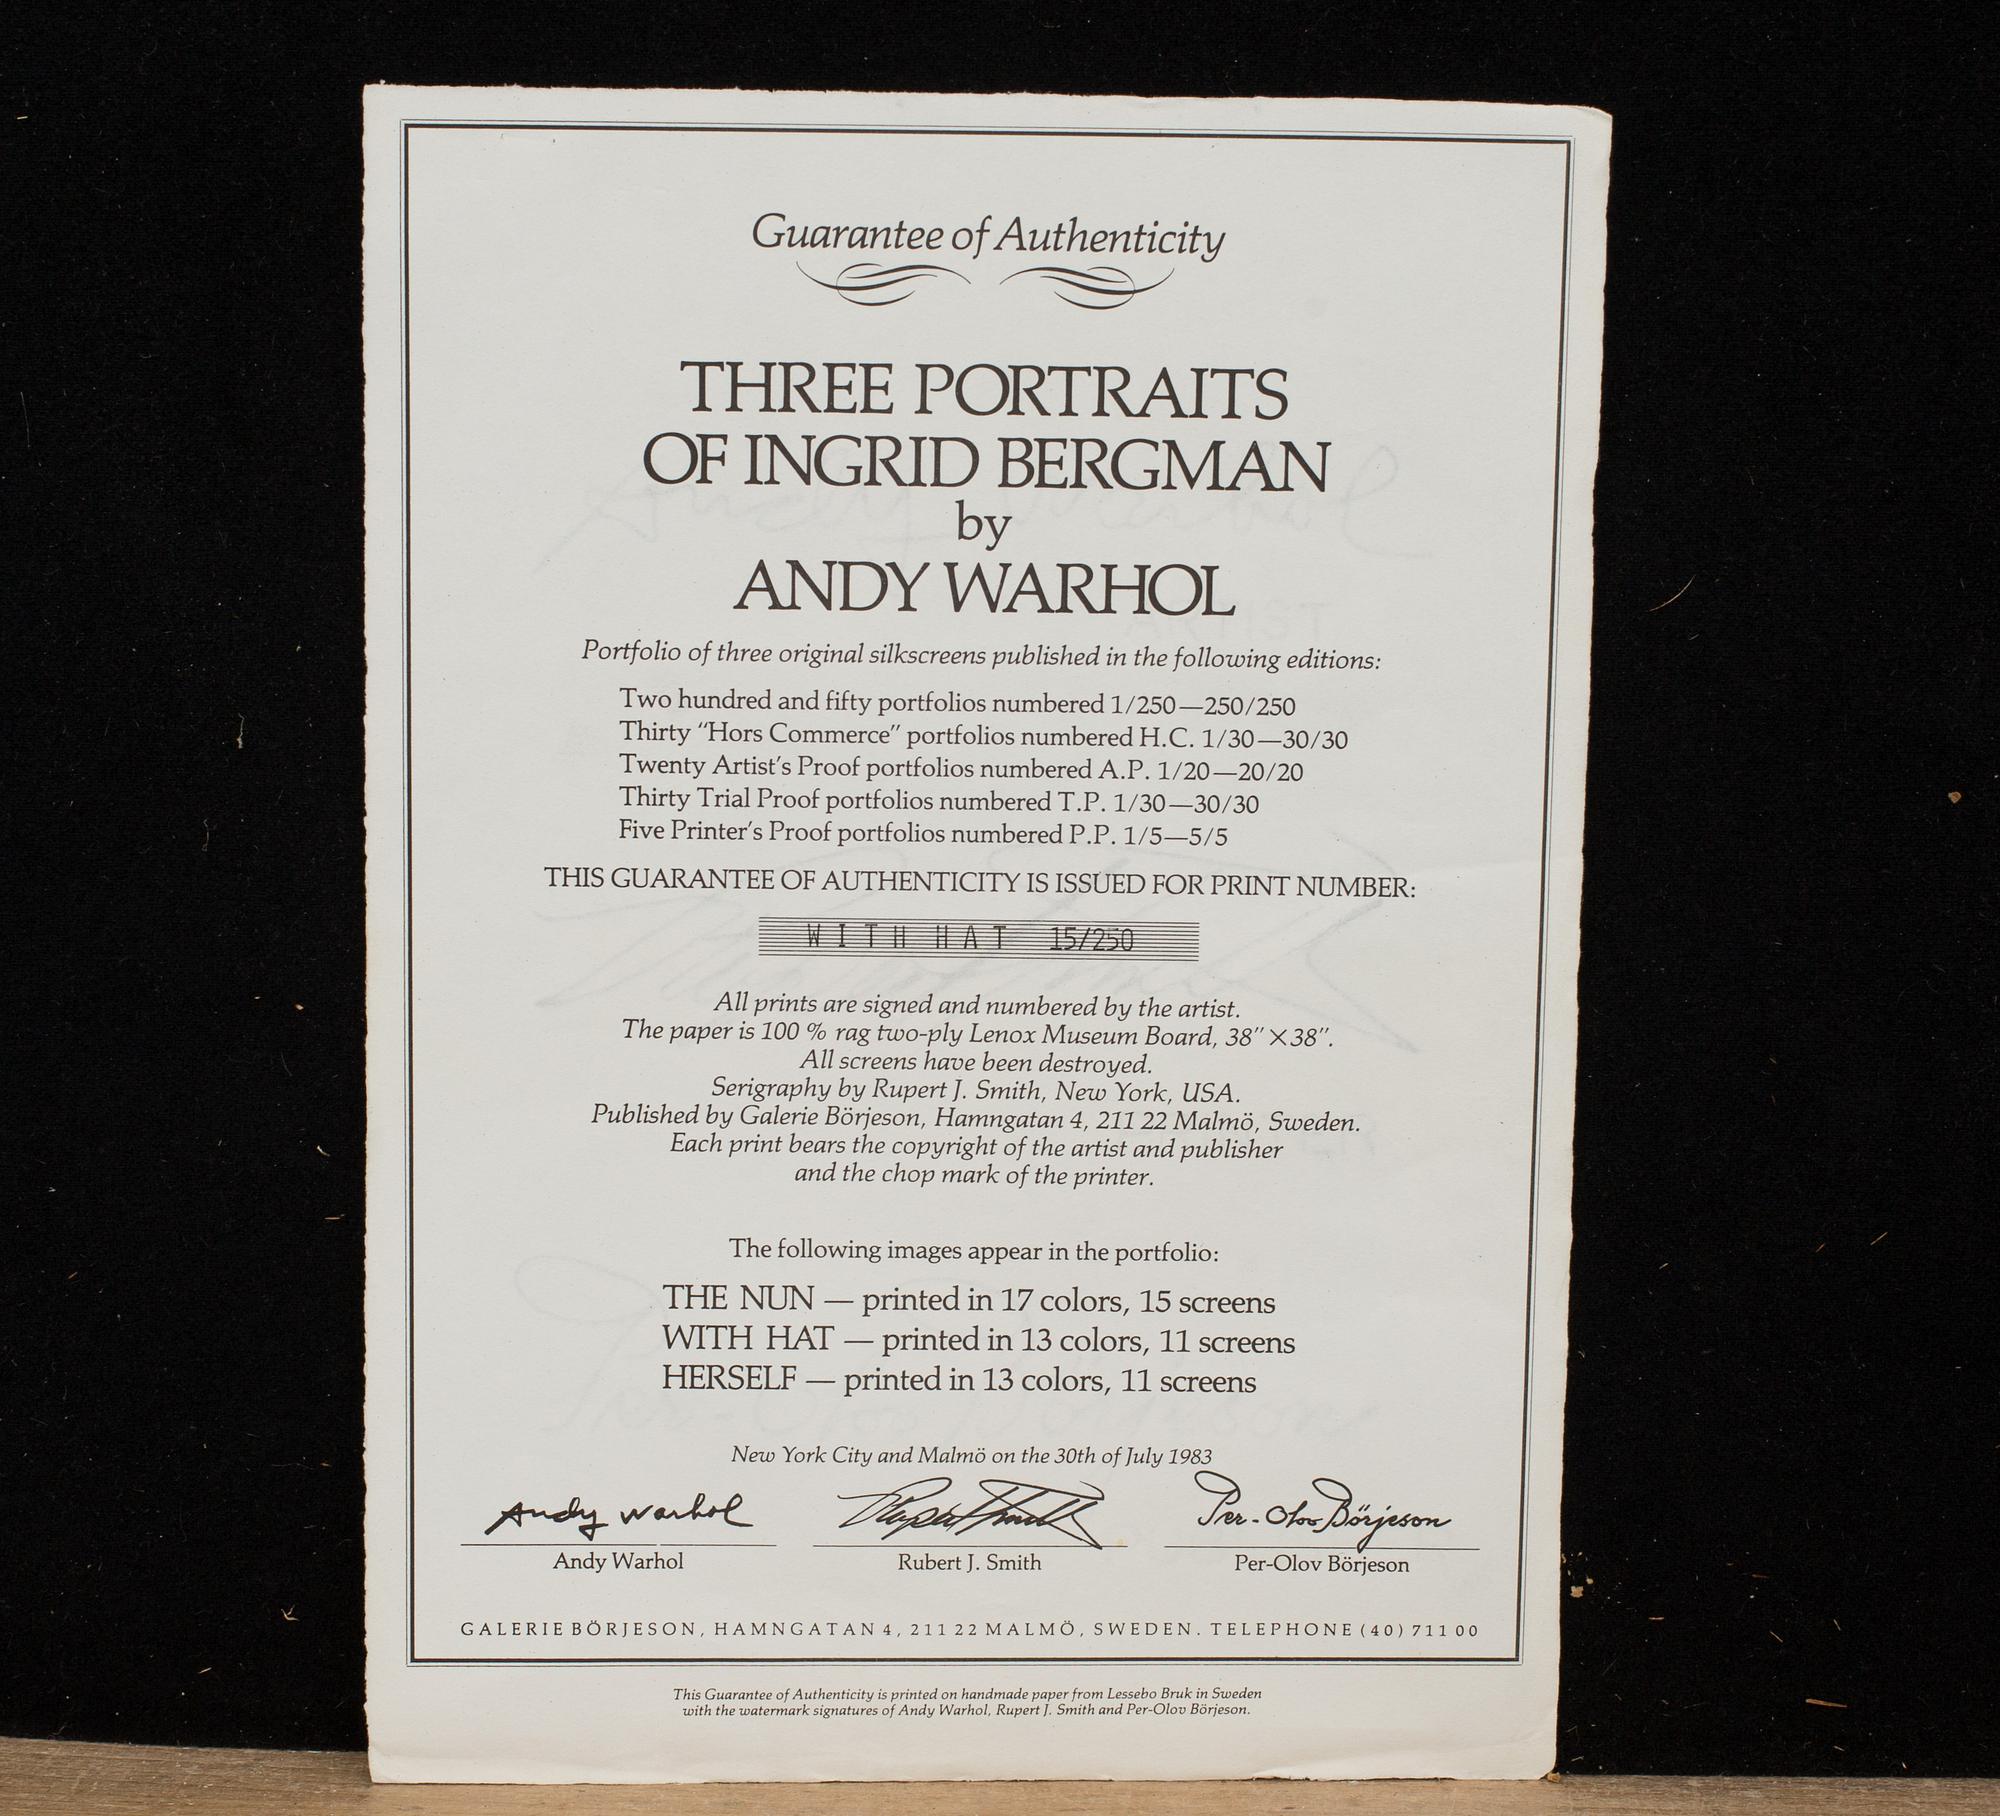 Guarantee of Authenticity
THREE PORTRAITS
OF INGRID BERGMAN
by
ANDY WARHOL
Portfolio of three original silkscreens published in the following editions:
Two hundred and fifty portfolios numbered 1/250—250/250
Thirty “Hors Commerce” portfolios numbered H.C. 1/30—30/30
Twenty Artist’s Proof portfolios numbered A.P. 1/20—20/20
Thirty Trial Proof portfolios numbered T.P. 1/30—30/30
Five Printer’s Proof portfolios numbered P.P. 1/5—5/5
THIS GUARANTEE OF AUTHENTICITY IS ISSUED FOR PRINT NUMBER:
WITH HAT 15/250
All prints are signed and numbered by the artist.
The paper is 100 % rag two-ply Lenox Museum Board, 38″×38″.
All screens have been destroyed.
Serigraphy by Rupert J. Smith, New York, USA.
Published by Galerie Börjeson, Hamngatan 4, 211 22 Malmö, Sweden.
Each print bears the copyright of the artist and publisher
and the chop mark of the printer.
The following images appear in the portfolio:
THE NUN — printed in 17 colors, 15 screens
WITH HAT — printed in 13 colors, 11 screens
HERSELF — printed in 13 colors, 11 screens
New York City and Malmö on the 30th of July 1983
Andy Warhol Rupert J Smith Per-Olov Börjeson
Andy Warhol Rubert J. Smith Per-Olov Börjeson
GALERIE BÖRJESON, HAMNGATAN 4, 211 22 MALMÖ, SWEDEN. TELEPHONE (40) 711 00
This Guarantee of Authenticity is printed on handmade paper from Lessebo Bruk in Sweden
with the watermark signatures of Andy Warhol, Rupert J. Smith and Per-Olov Börjeson.